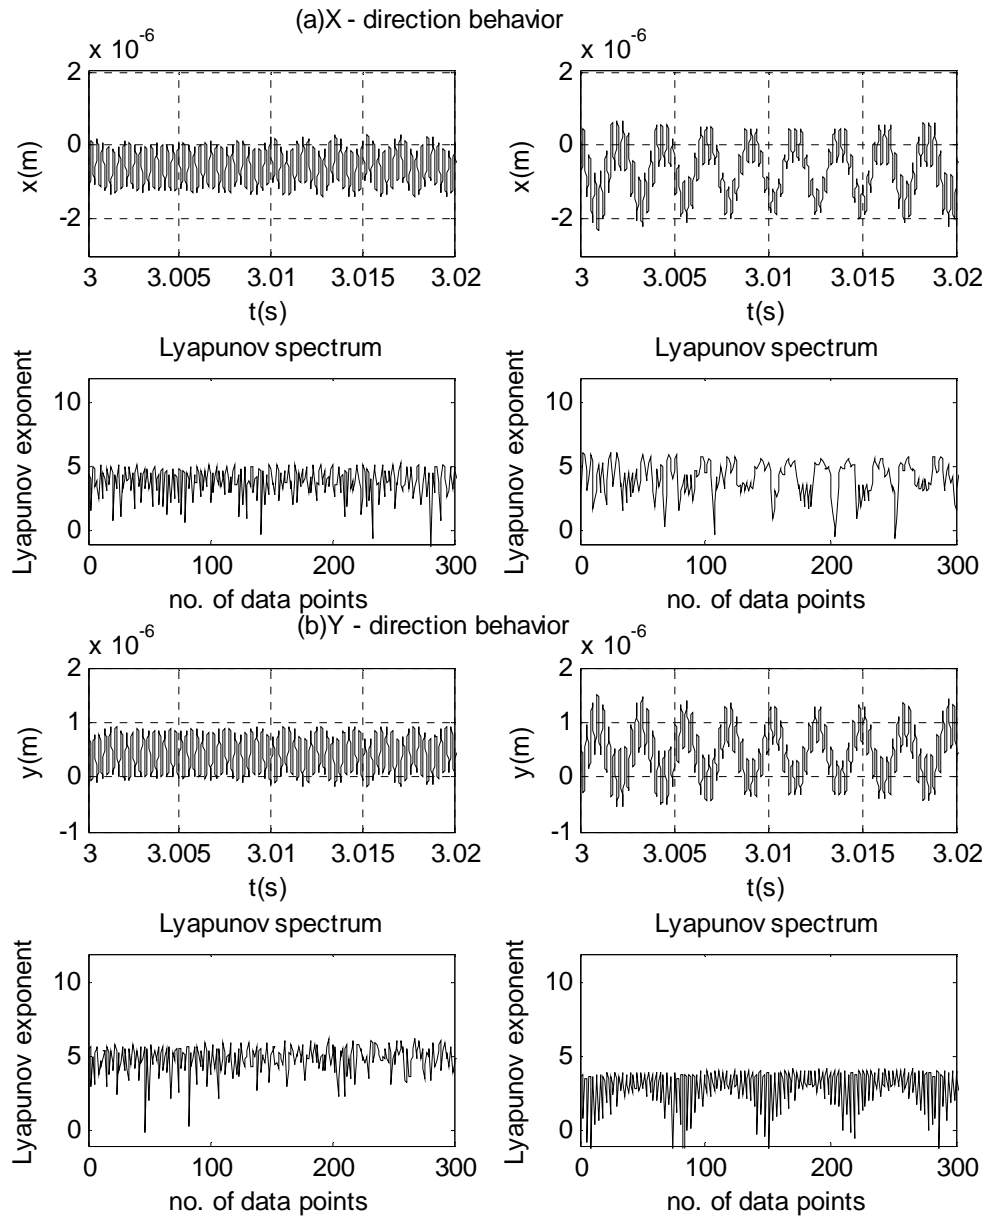 (a)X - direction behavior
x 10^-6
x 10^-6
2
0
-2
x(m)
3 3.005 3.01 3.015 3.02
t(s)
2
0
-2
x(m)
3 3.005 3.01 3.015 3.02
t(s)
Lyapunov spectrum
Lyapunov spectrum
10
5
0
Lyapunov exponent
0 100 200 300
no. of data points
10
5
0
Lyapunov exponent
0 100 200 300
no. of data points
(b)Y - direction behavior
x 10^-6
x 10^-6
2
1
0
-1
y(m)
3 3.005 3.01 3.015 3.02
t(s)
2
1
0
-1
y(m)
3 3.005 3.01 3.015 3.02
t(s)
Lyapunov spectrum
Lyapunov spectrum
10
5
0
Lyapunov exponent
0 100 200 300
no. of data points
10
5
0
Lyapunov exponent
0 100 200 300
no. of data points